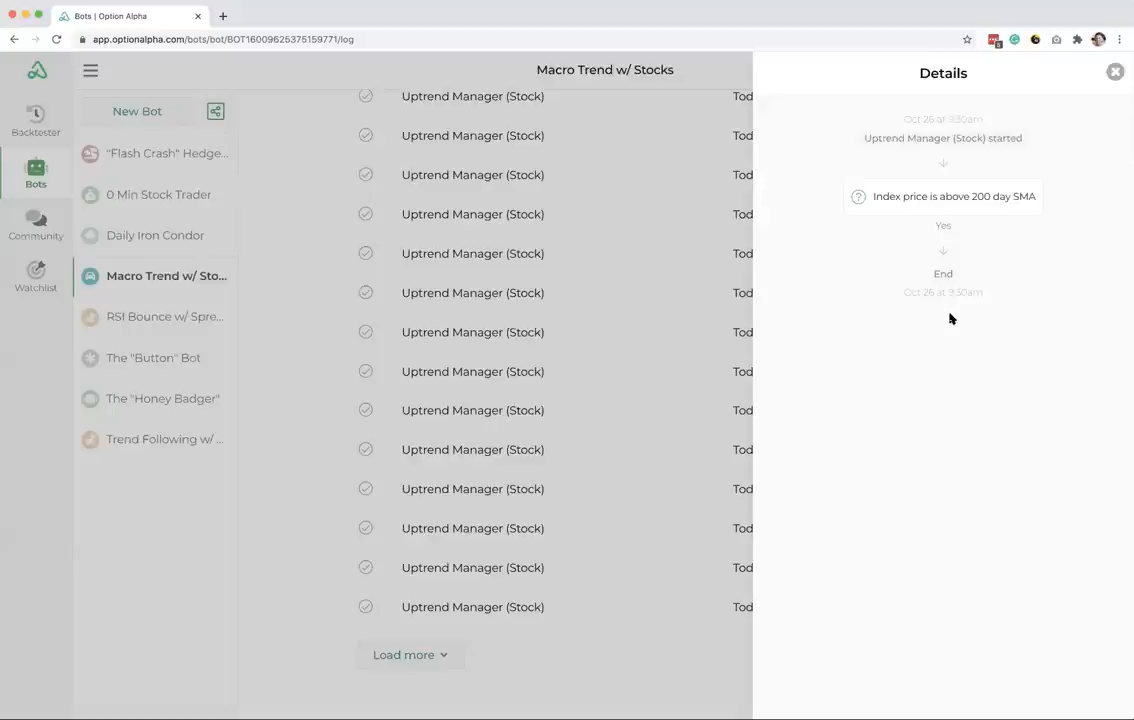 Bots | Option Alpha
app.optionalpha.com/bots/bot/BOT16009625375159771/log
Macro Trend w/ Stocks
Backtester
Bots
Community
Watchlist
New Bot
"Flash Crash" Hedge...
0 Min Stock Trader
Daily Iron Condor
Macro Trend w/ Sto...
RSI Bounce w/ Spre...
The "Button" Bot
The "Honey Badger"
Trend Following w/ ...
Uptrend Manager (Stock) Tod
Uptrend Manager (Stock) Tod
Uptrend Manager (Stock) Tod
Uptrend Manager (Stock) Tod
Uptrend Manager (Stock) Tod
Uptrend Manager (Stock) Tod
Uptrend Manager (Stock) Tod
Uptrend Manager (Stock) Tod
Uptrend Manager (Stock) Tod
Uptrend Manager (Stock) Tod
Uptrend Manager (Stock) Tod
Uptrend Manager (Stock) Tod
Uptrend Manager (Stock) Tod
Uptrend Manager (Stock) Tod
Load more
Details
Oct 26 at 9:30am
Uptrend Manager (Stock) started
? Index price is above 200 day SMA
Yes
End
Oct 26 at 9:30am